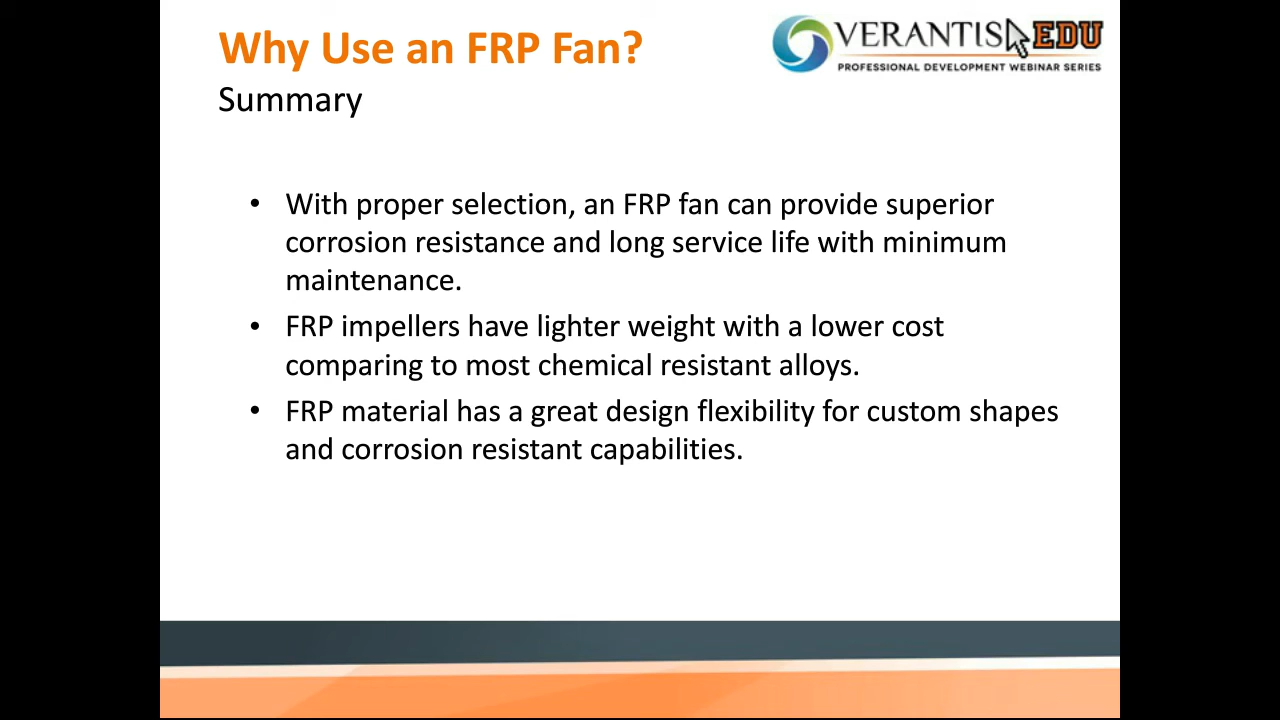 Why Use an FRP Fan?
VERANTIS EDU
PROFESSIONAL DEVELOPMENT WEBINAR SERIES
Summary
• With proper selection, an FRP fan can provide superior
corrosion resistance and long service life with minimum
maintenance.
• FRP impellers have lighter weight with a lower cost
comparing to most chemical resistant alloys.
• FRP material has a great design flexibility for custom shapes
and corrosion resistant capabilities.